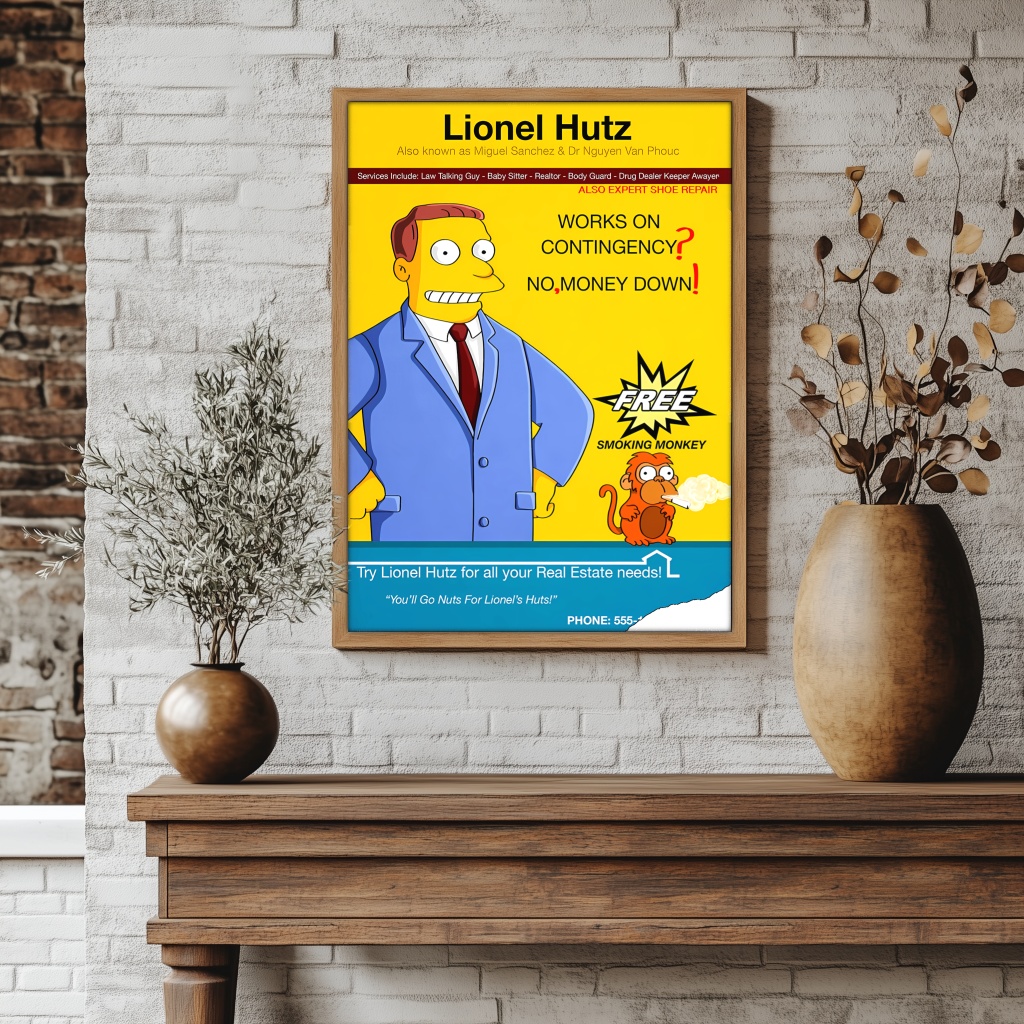 Lionel Hutz
Also known as Miguel Sanchez & Dr Nguyen Van Phouc
Services Include: Law Talking Guy - Baby Sitter - Realtor - Body Guard - Drug Dealer Keeper Awayer
ALSO EXPERT SHOE REPAIR
WORKS ON
CONTINGENCY?
NO,MONEY DOWN!
FREE
SMOKING MONKEY
Try Lionel Hutz for all your Real Estate needs!
“You’ll Go Nuts For Lionel’s Huts!”
PHONE: 555-